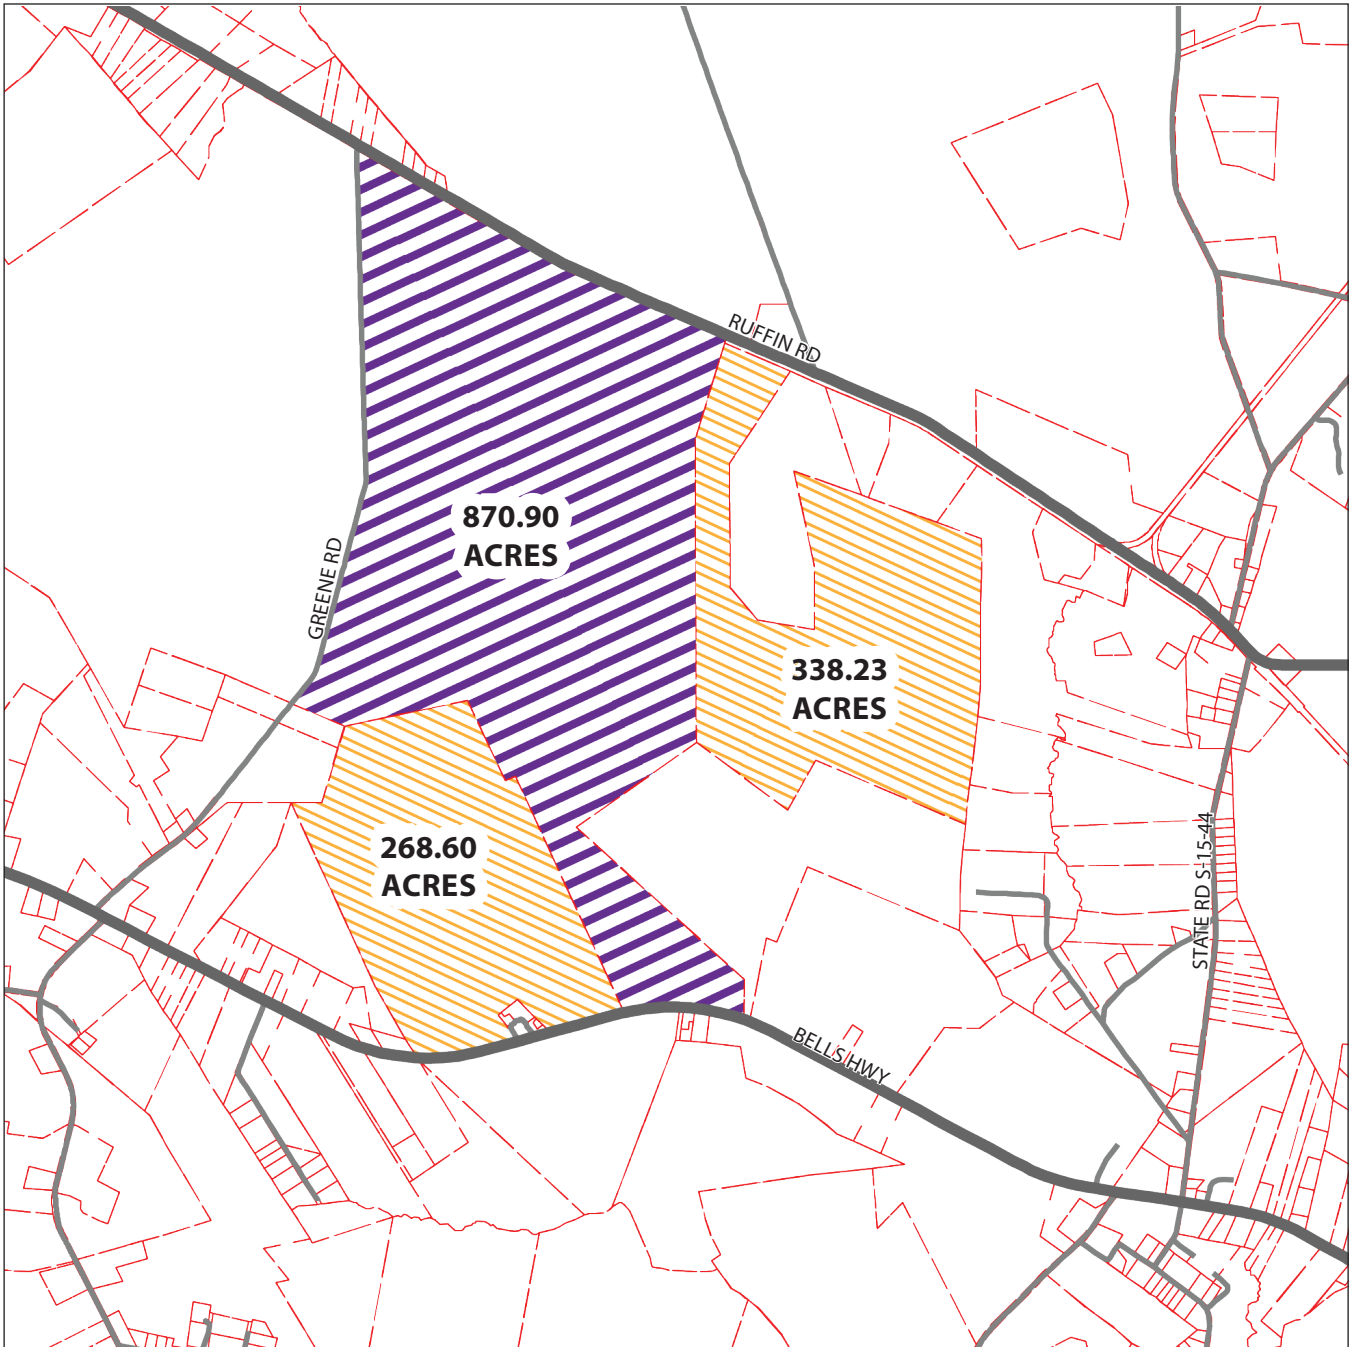 RUFFIN RD
870.90
ACRES
GREENE RD
338.23
ACRES
268.60
ACRES
STATE RD S-15-44
BELLS HWY